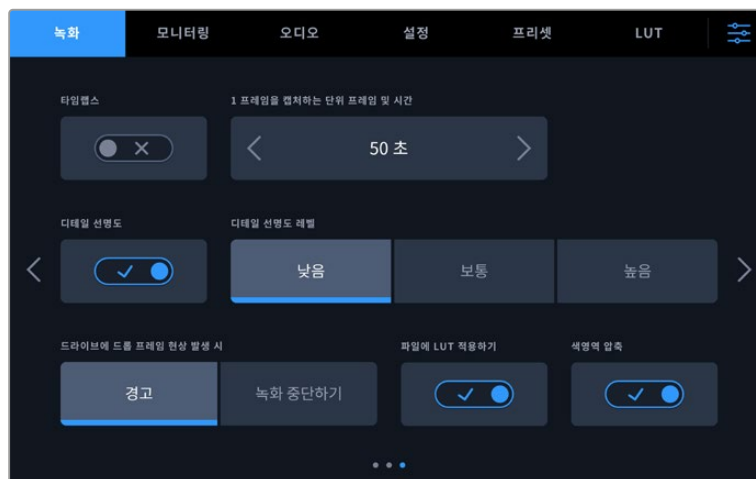 녹화 모니터링 오디오 설정 프리셋 LUT
타임랩스 1 프레임을 캡처하는 단위 프레임 및 시간
50 초
디테일 선명도 디테일 선명도 레벨
낮음 보통 높음
드라이브에 드롭 프레임 현상 발생 시 파일에 LUT 적용하기 색영역 압축
경고 녹화 중단하기